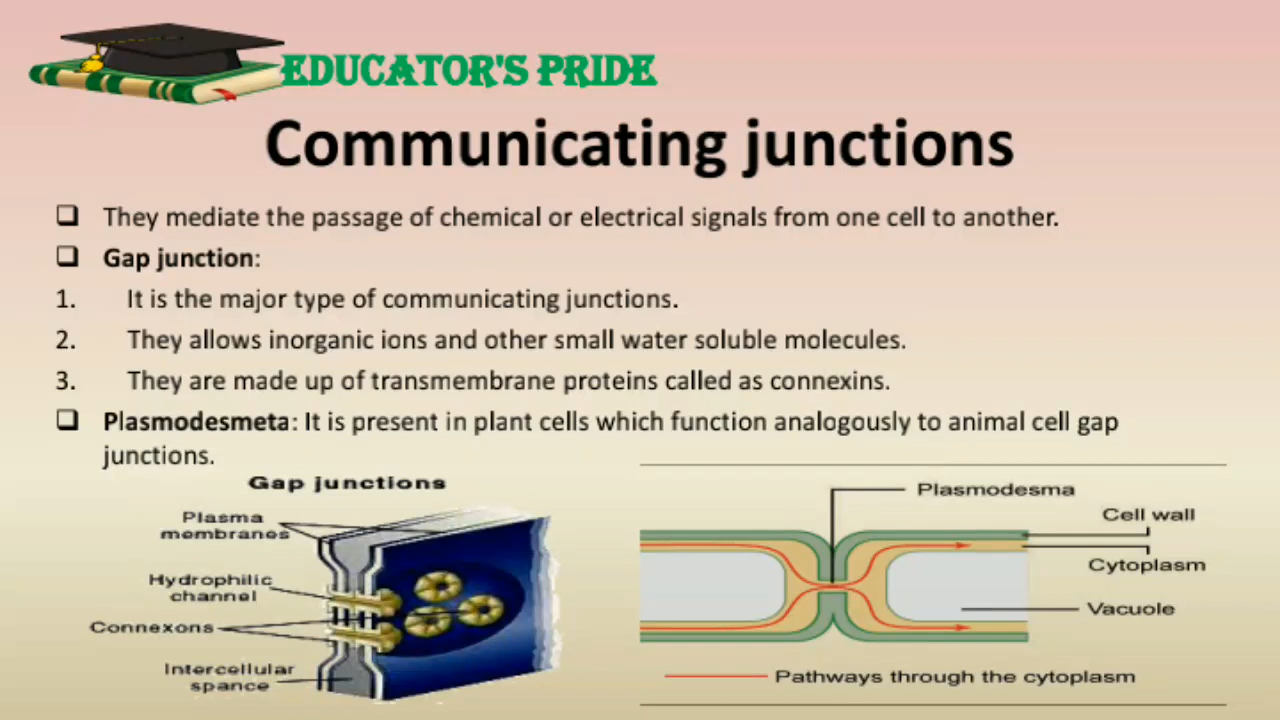 EDUCATOR'S PRIDE
Communicating junctions
They mediate the passage of chemical or electrical signals from one cell to another.
Gap junction:
1. It is the major type of communicating junctions.
2. They allows inorganic ions and other small water soluble molecules.
3. They are made up of transmembrane proteins called as connexins.
Plasmodesmeta: It is present in plant cells which function analogously to animal cell gap
junctions.
Gap junctions
Plasma
membranes
Hydrophilic
channel
Connexons
Intercellular
spance
Plasmodesma
Cell wall
Cytoplasm
Vacuole
Pathways through the cytoplasm